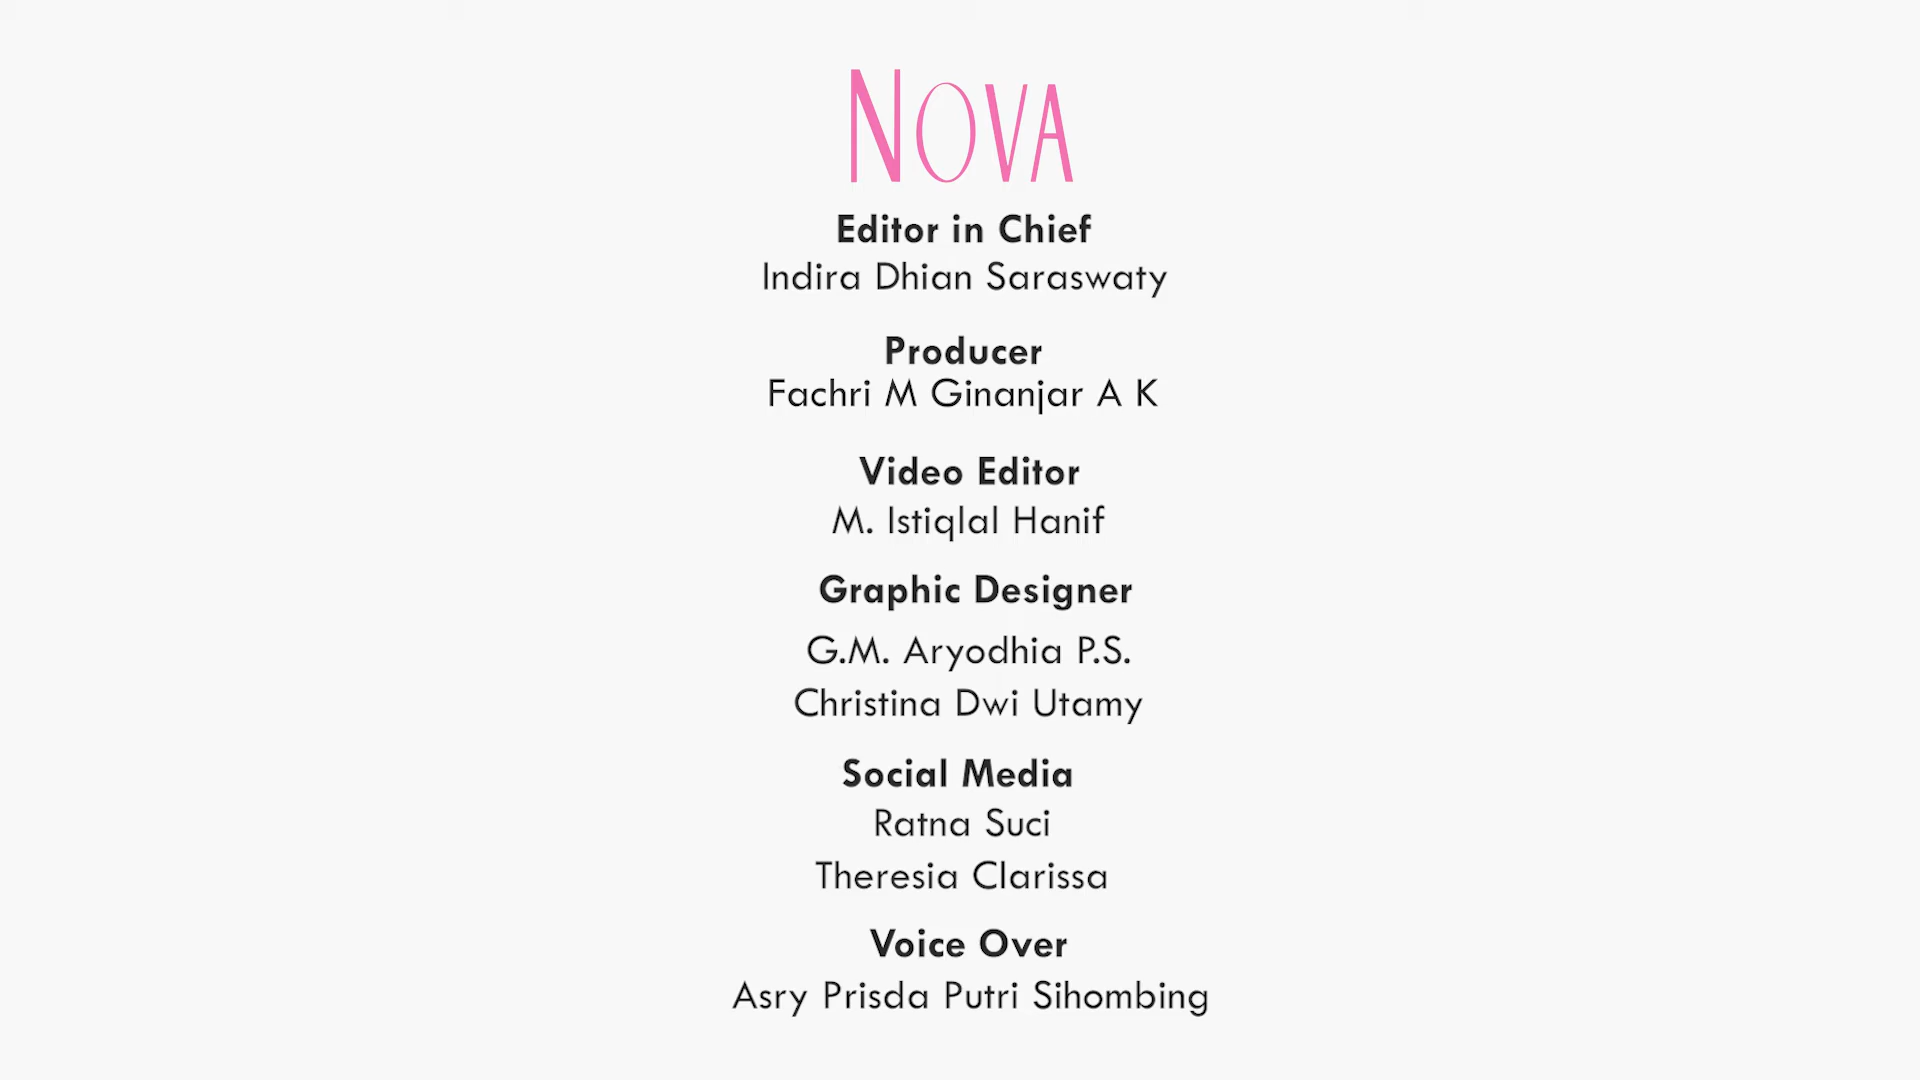 NOVA
Editor in Chief
Indira Dhian Saraswaty
Producer
Fachri M Ginanjar A K
Video Editor
M. Istiqlal Hanif
Graphic Designer
G.M. Aryodhia P.S.
Christina Dwi Utamy
Social Media
Ratna Suci
Theresia Clarissa
Voice Over
Asry Prisda Putri Sihombing